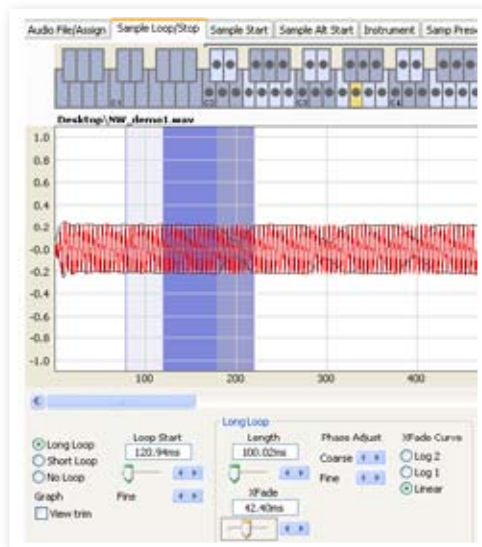 Audio File/Assign Sample Loop/Stop Sample Start Sample Alt Start Instrument Samp Pres
C1 C2 C3 C4
Desktop\NW_demo1.wav
1.0
0.8
0.6
0.4
0.2
-0.0
-0.2
-0.4
-0.6
-0.8
-1.0
100 200 300 400
Long Loop
Short Loop
No Loop
Graph
View trim
Loop Start
120.94ms
Fine
Long Loop
Length
100.02ms
XFade
42.40ms
Phase Adjust
Coarse
Fine
XFade Curve
Log 2
Log 1
Linear